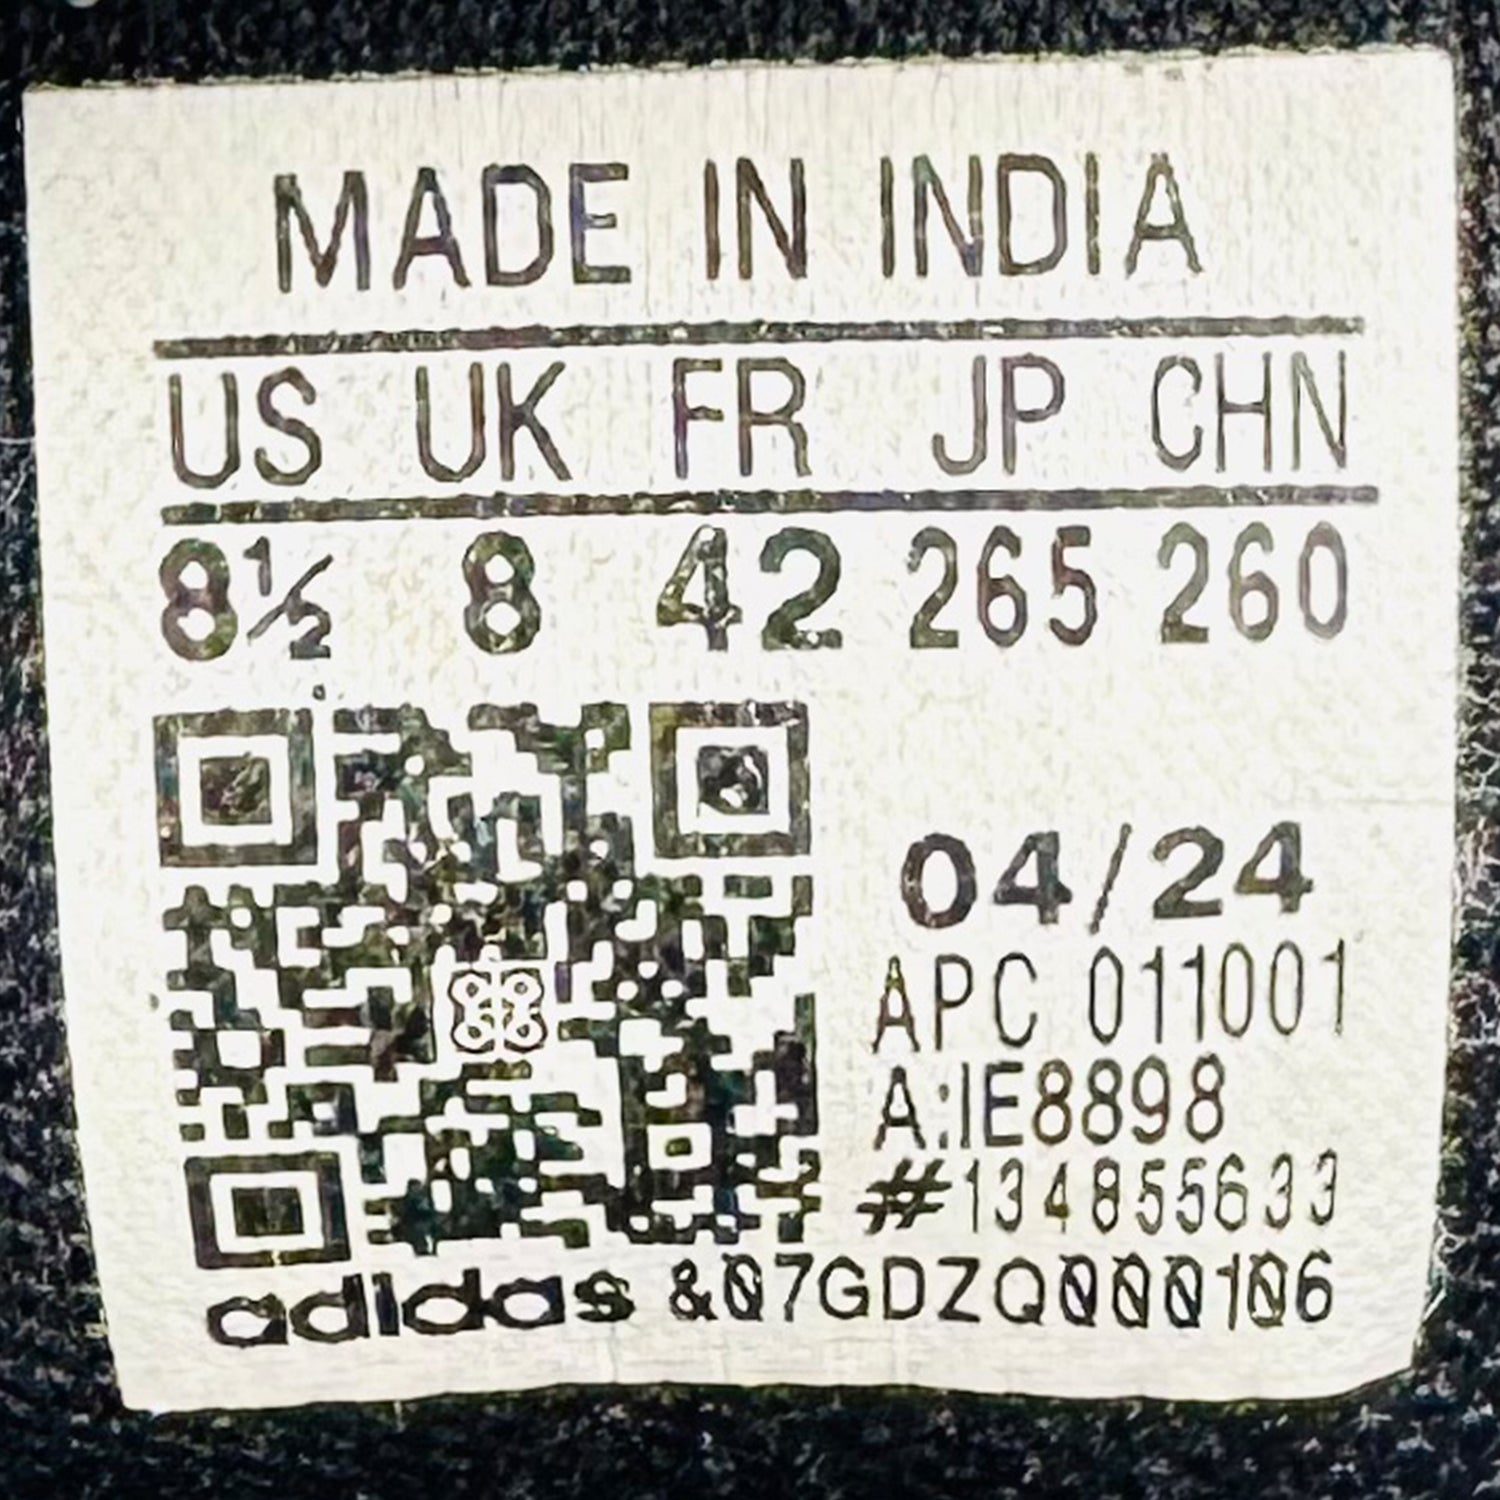 MADE IN INDIA
US UK FR JP CHN
8½ 8 42 265 260
04/24
APC 011001
A:IE8898
#134855633
adidas &07GDZQ000106